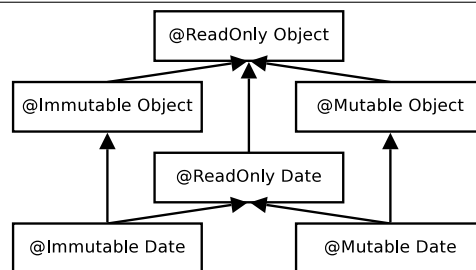 @ReadOnly Object
@Immutable Object
@Mutable Object
@ReadOnly Date
@Immutable Date
@Mutable Date